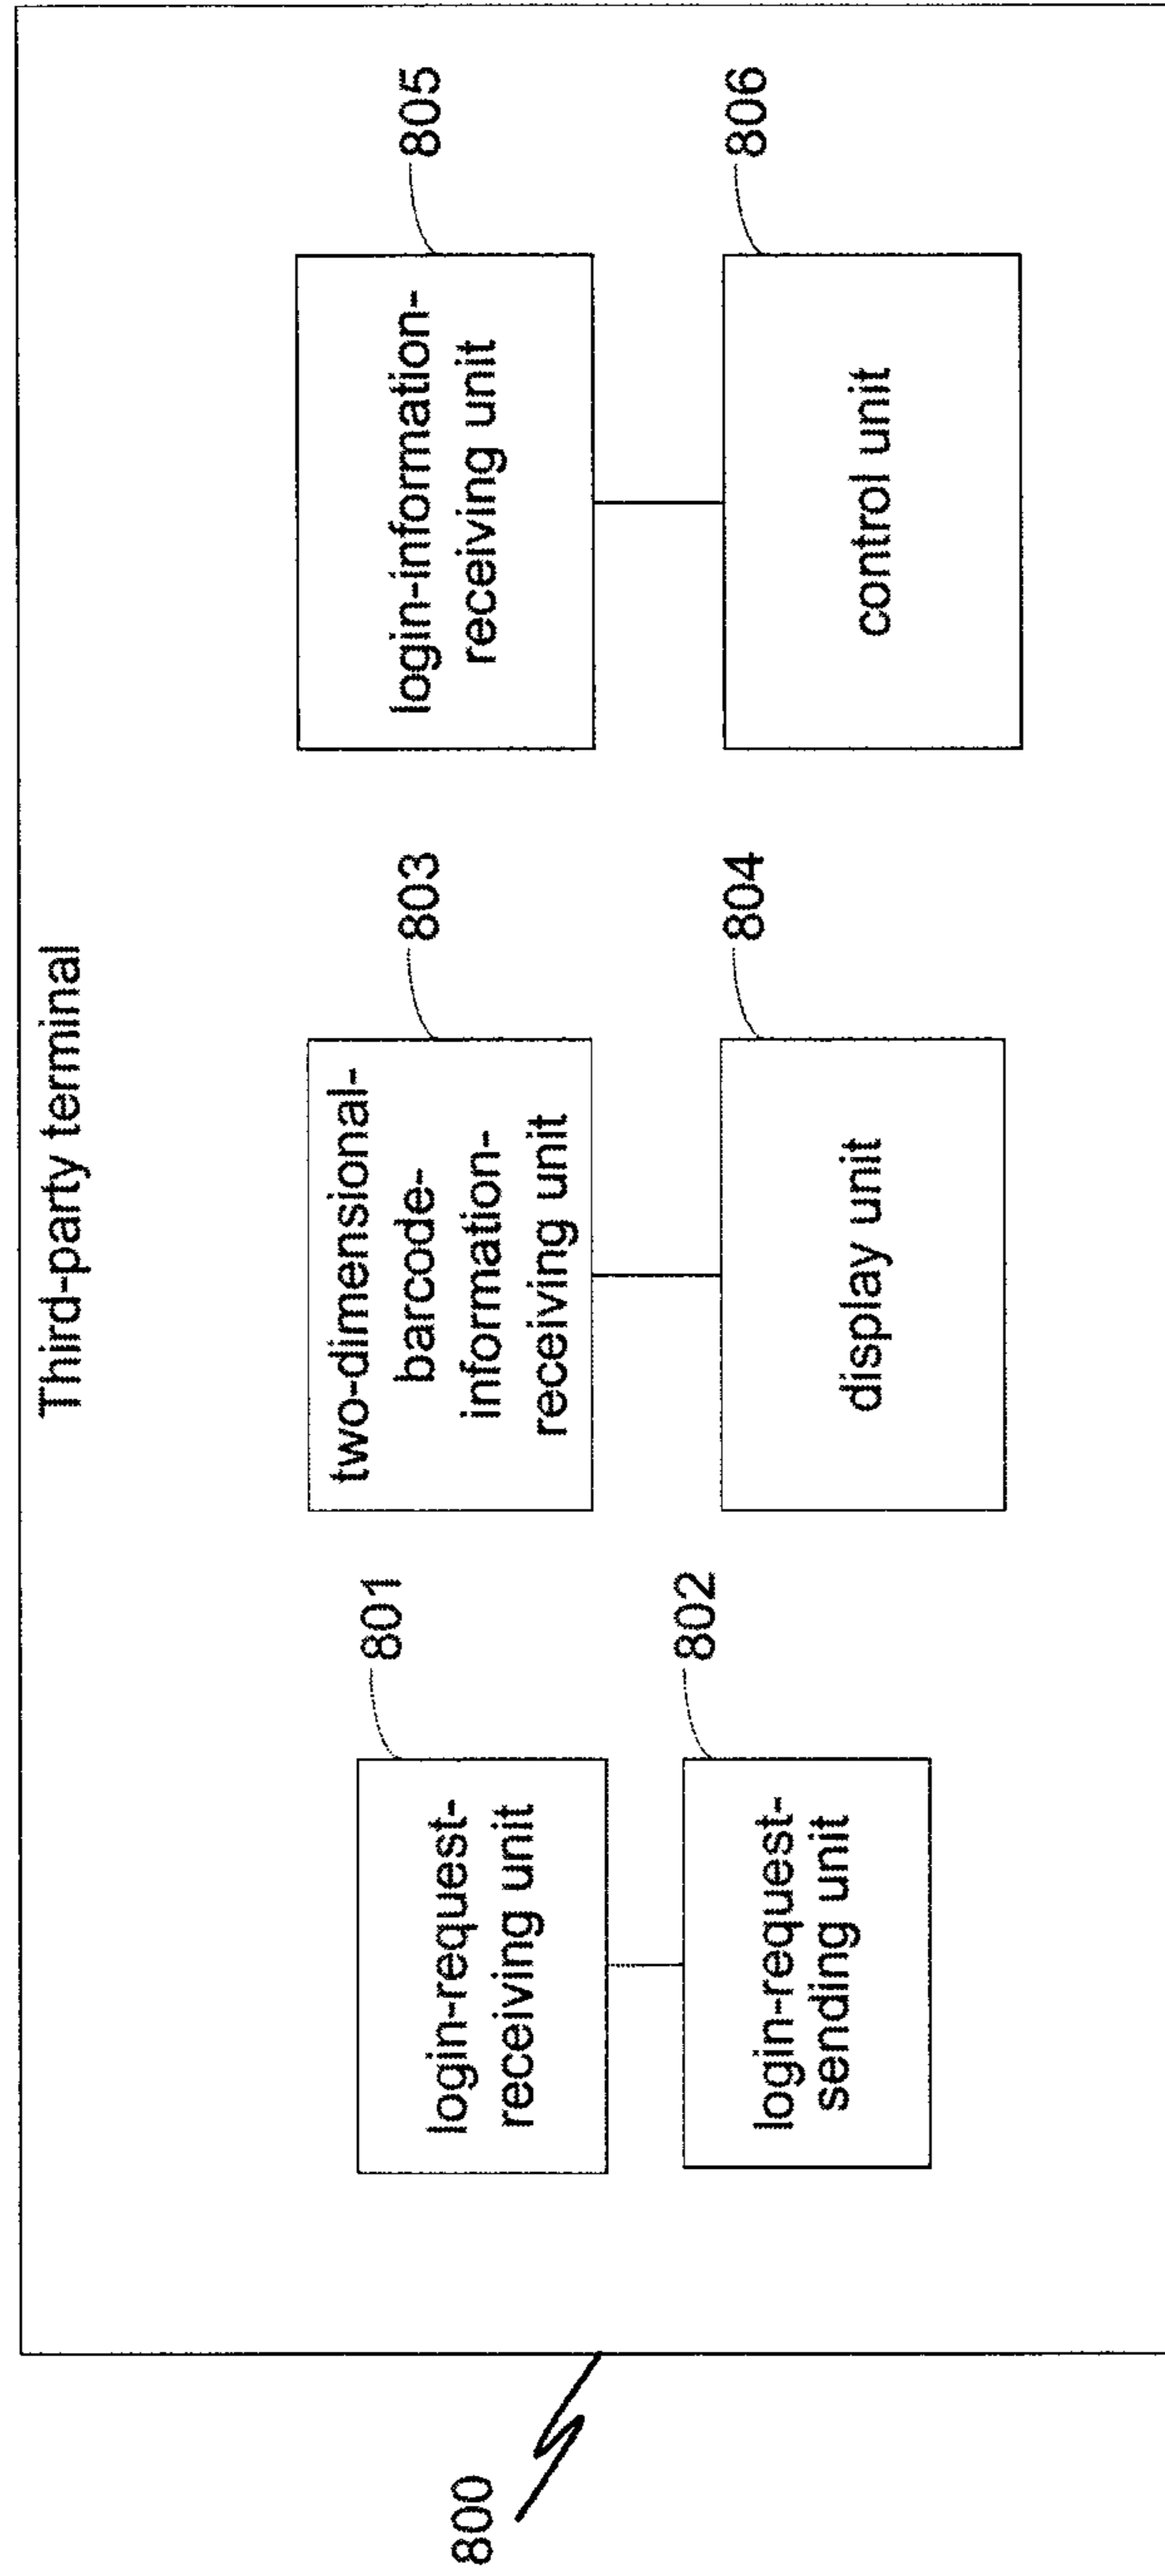 Third-party terminal
800
801
login-request-
receiving unit
802
login-request-
sending unit
803
two-dimensional-
barcode-
information-
receiving unit
804
display unit
805
login-information-
receiving unit
806
control unit